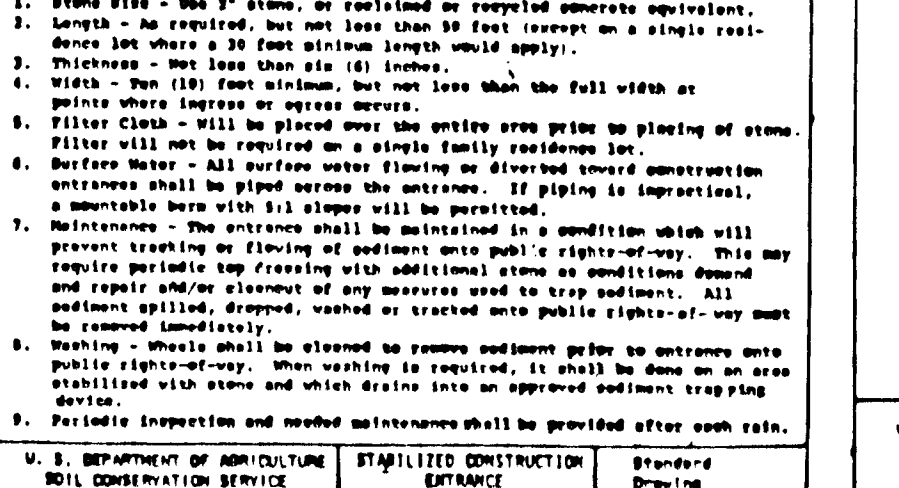 1. Stone Size - Use 2" stone, or reclaimed or recycled concrete equivalent.
2. Length - As required, but not less than 50 feet (except on a single resi-
dence lot where a 30 foot minimum length would apply).
3. Thickness - Not less than six (6) inches.
4. Width - Ten (10) foot minimum, but not less than the full width at
points where ingress or egress occurs.
5. Filter Cloth - Will be placed over the entire area prior to placing of stone.
Filter will not be required on a single family residence lot.
6. Surface Water - All surface water flowing or diverted toward construction
entrances shall be piped across the entrance. If piping is impractical,
a mountable berm with 5:1 slopes will be permitted.
7. Maintenance - The entrance shall be maintained in a condition which will
prevent tracking or flowing of sediment onto public rights-of-way. This may
require periodic top dressing with additional stone as conditions demand
and repair and/or cleanout of any measures used to trap sediment. All
sediment spilled, dropped, washed or tracked onto public rights-of-way must
be removed immediately.
8. Washing - Wheels shall be cleaned to remove sediment prior to entrance onto
public rights-of-way. When washing is required, it shall be done on an area
stabilized with stone and which drains into an approved sediment trapping
device.
9. Periodic inspection and needed maintenance shall be provided after each rain.
U. S. DEPARTMENT OF AGRICULTURE
SOIL CONSERVATION SERVICE
STABILIZED CONSTRUCTION
ENTRANCE
Standard
Drawing